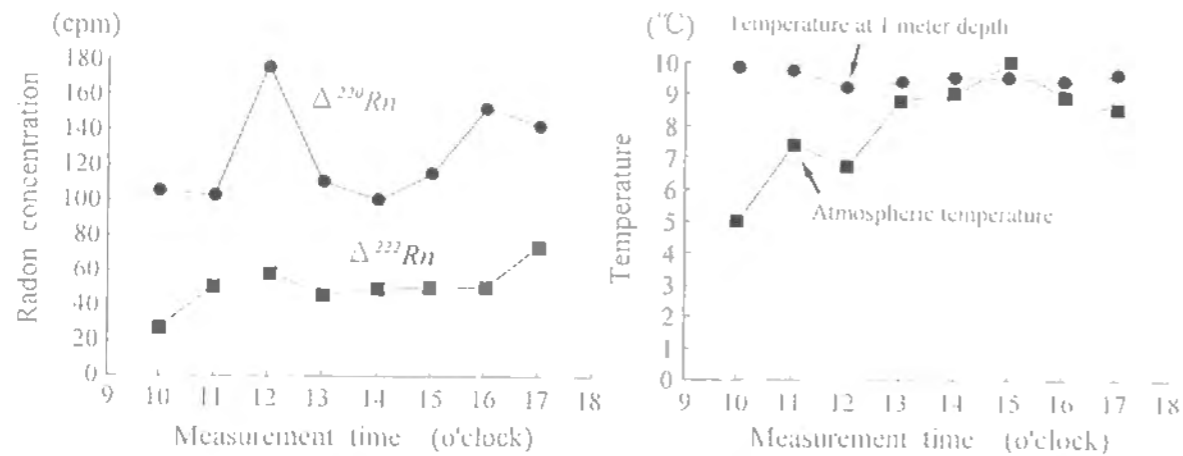 (cpm)
180
160
140
120
100
80
60
40
20
0
Radon concentration
Δ²²⁰Rn
Δ²²²Rn
9 10 11 12 13 14 15 16 17 18
Measurement time (o'clock)
(℃)
Temperature at 1 meter depth
10
9
8
7
6
5
4
3
2
1
0
Temperature
Atmospheric temperature
9 10 11 12 13 14 15 16 17 18
Measurement time (o'clock)